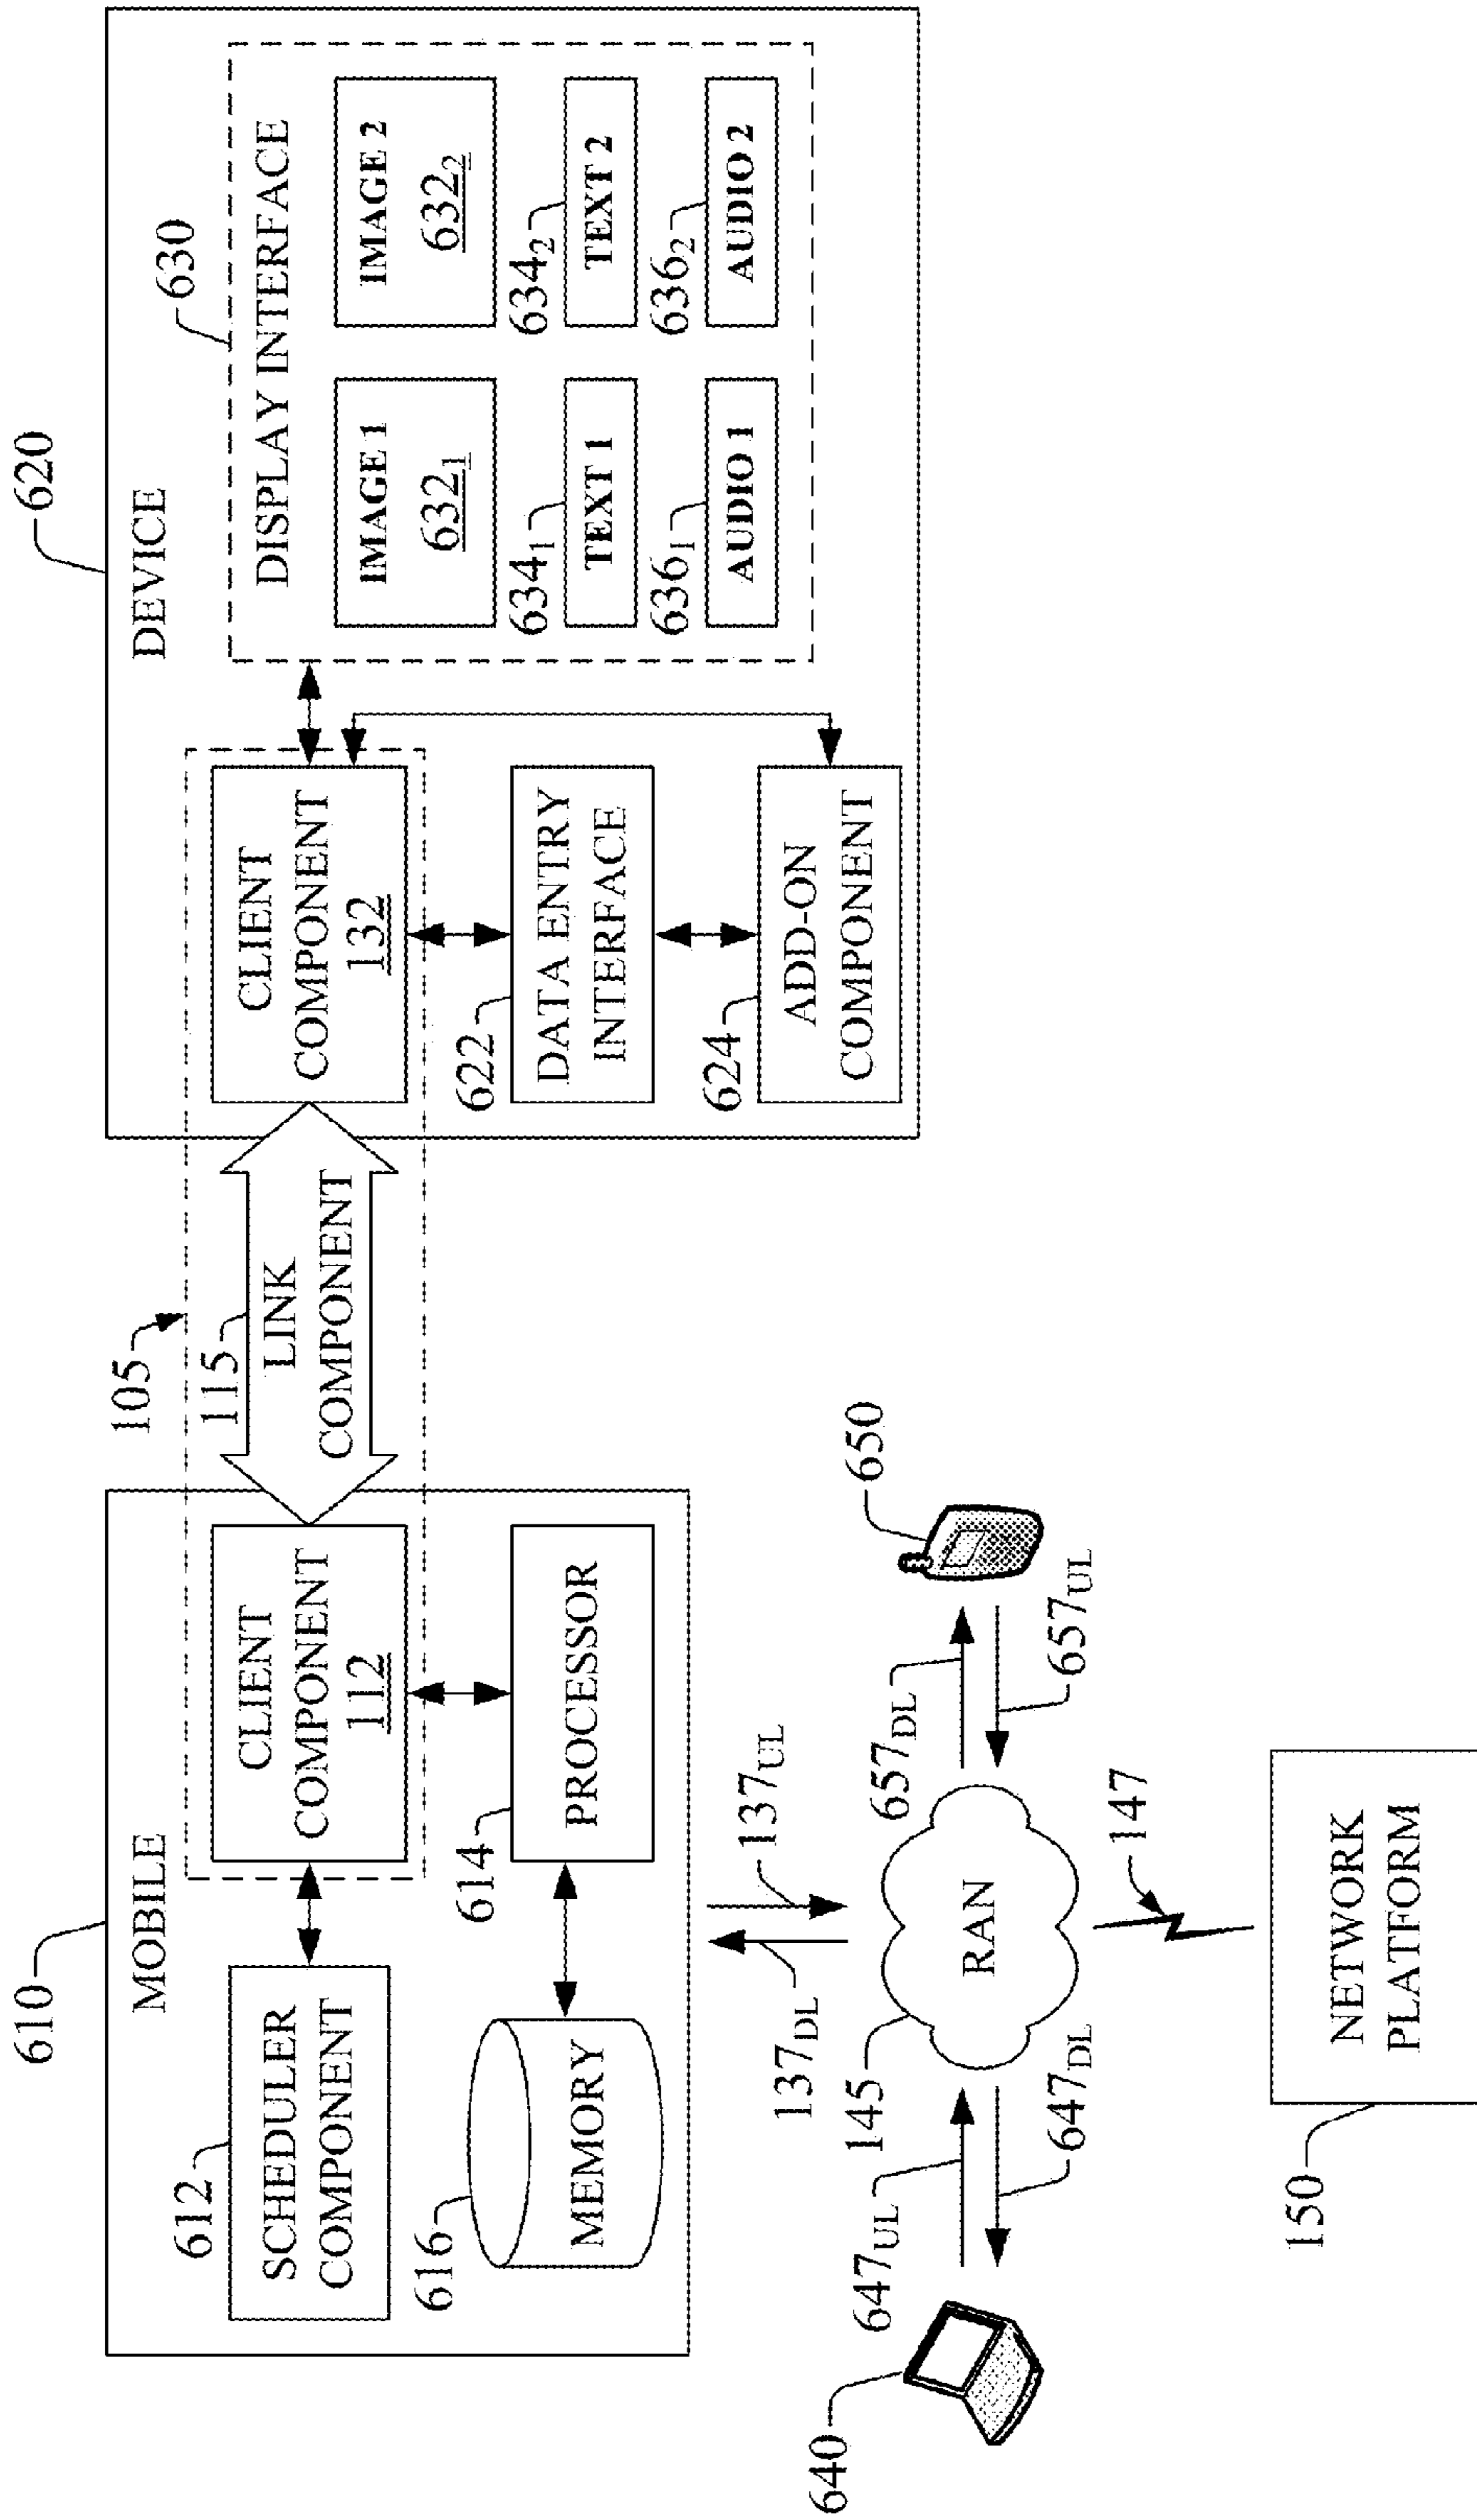 610
MOBILE
612
SCHEDULER
COMPONENT
CLIENT
COMPONENT
112
616
MEMORY
614
PROCESSOR
105
115
LINK
COMPONENT
620
DEVICE
CLIENT
COMPONENT
132
622
DATA ENTRY
INTERFACE
624
ADD-ON
COMPONENT
630
DISPLAY INTERFACE
IMAGE 1
632₁
IMAGE 2
632₂
634₁
TEXT 1
634₂
TEXT 2
636₁
AUDIO 1
636₂
AUDIO 2
137DL
137UL
640
647UL
647DL
145
RAN
657DL
657UL
650
147
150
NETWORK
PLATFORM